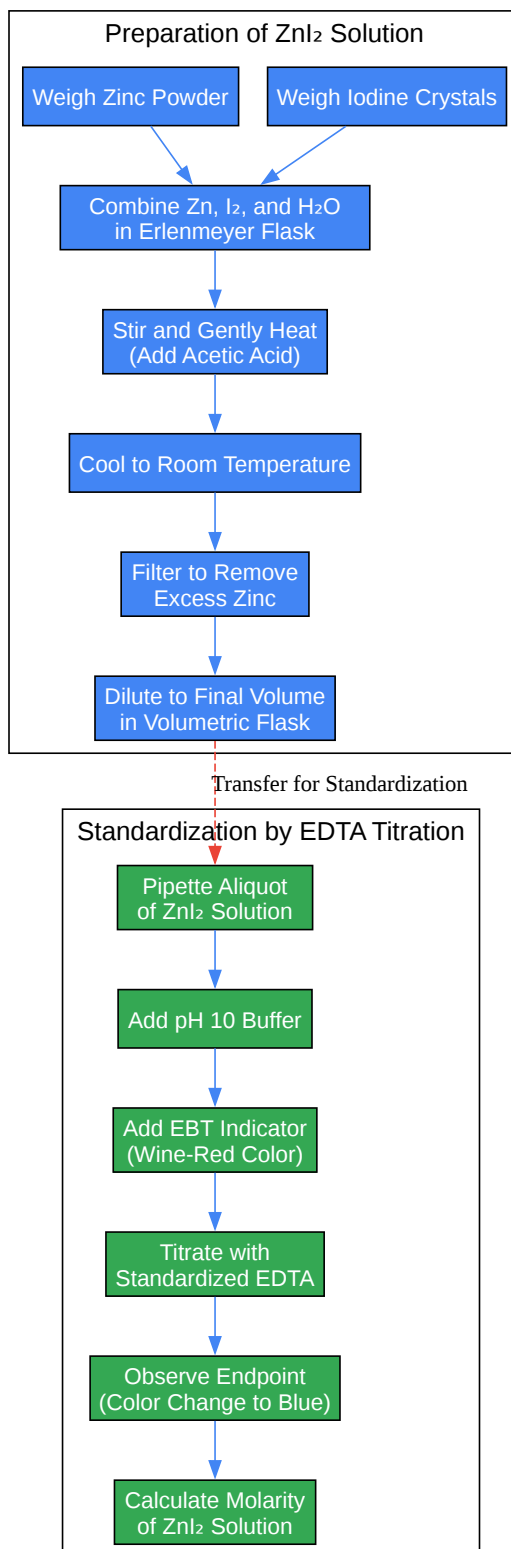 Preparation of ZnI₂ Solution
Weigh Zinc Powder
Weigh Iodine Crystals
Combine Zn, I₂, and H₂O
in Erlenmeyer Flask
Stir and Gently Heat
(Add Acetic Acid)
Cool to Room Temperature
Filter to Remove
Excess Zinc
Dilute to Final Volume
in Volumetric Flask
Transfer for Standardization
Standardization by EDTA Titration
Pipette Aliquot
of ZnI₂ Solution
Add pH 10 Buffer
Add EBT Indicator
(Wine-Red Color)
Titrate with
Standardized EDTA
Observe Endpoint
(Color Change to Blue)
Calculate Molarity
of ZnI₂ Solution